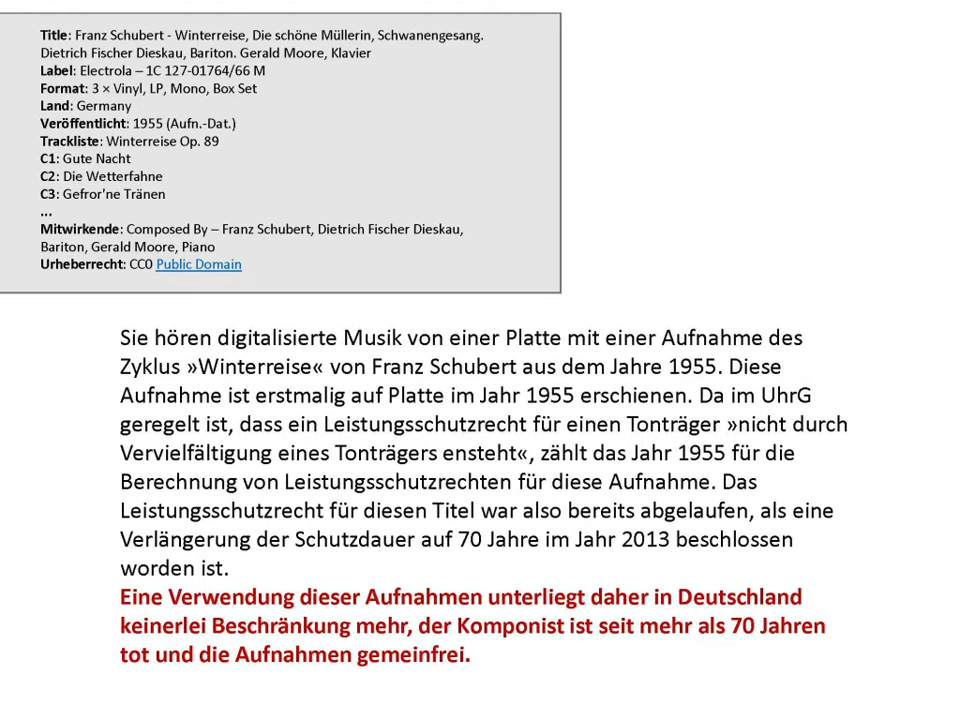 Title: Franz Schubert - Winterreise, Die schöne Müllerin, Schwanengesang.
Dietrich Fischer Dieskau, Bariton. Gerald Moore, Klavier
Label: Electrola – 1C 127-01764/66 M
Format: 3 × Vinyl, LP, Mono, Box Set
Land: Germany
Veröffentlicht: 1955 (Aufn.-Dat.)
Trackliste: Winterreise Op. 89
C1: Gute Nacht
C2: Die Wetterfahne
C3: Gefror'ne Tränen
...
Mitwirkende: Composed By – Franz Schubert, Dietrich Fischer Dieskau,
Bariton, Gerald Moore, Piano
Urheberrecht: CC0 Public Domain
Sie hören digitalisierte Musik von einer Platte mit einer Aufnahme des
Zyklus »Winterreise« von Franz Schubert aus dem Jahre 1955. Diese
Aufnahme ist erstmalig auf Platte im Jahr 1955 erschienen. Da im UhrG
geregelt ist, dass ein Leistungsschutzrecht für einen Tonträger »nicht durch
Vervielfältigung eines Tonträgers ensteht«, zählt das Jahr 1955 für die
Berechnung von Leistungsschutzrechten für diese Aufnahme. Das
Leistungsschutzrecht für diesen Titel war also bereits abgelaufen, als eine
Verlängerung der Schutzdauer auf 70 Jahre im Jahr 2013 beschlossen
worden ist.
Eine Verwendung dieser Aufnahmen unterliegt daher in Deutschland
keinerlei Beschränkung mehr, der Komponist ist seit mehr als 70 Jahren
tot und die Aufnahmen gemeinfrei.